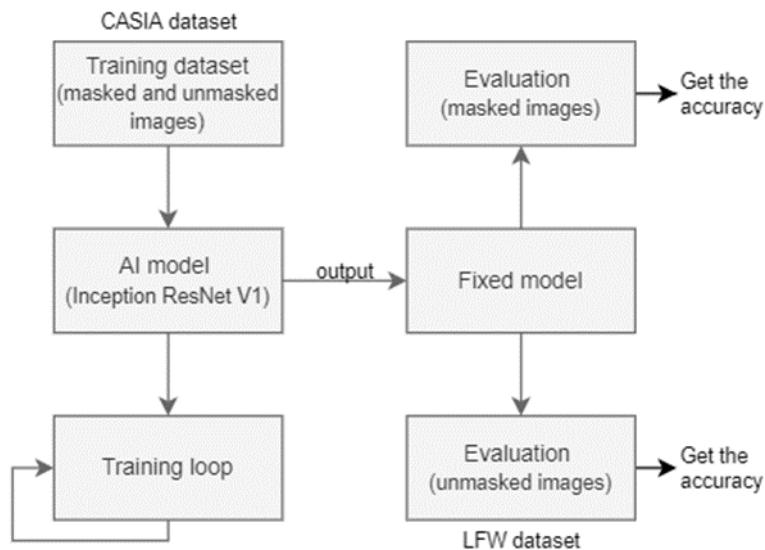 CASIA dataset
Training dataset
(masked and unmasked
images)
AI model
(Inception ResNet V1)
Training loop
output
Evaluation
(masked images)
Get the
accuracy
Fixed model
Evaluation
(unmasked images)
Get the
accuracy
LFW dataset